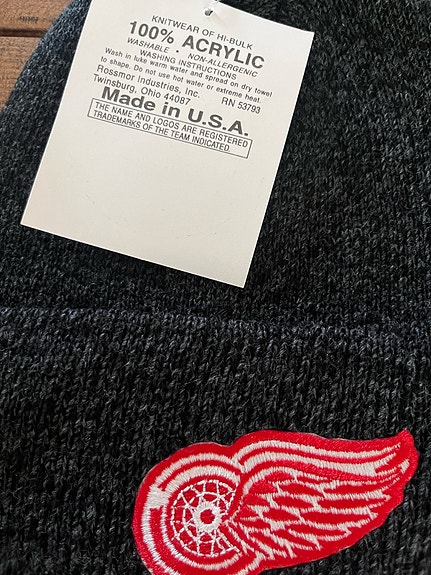 KNITWEAR OF HI-BULK
100% ACRYLIC
WASHABLE · NON-ALLERGENIC
WASHING INSTRUCTIONS
Wash in luke warm water and spread on dry towel
to shape. Do not use hot water or extreme heat.
Rossmor Industries, Inc. RN 53793
Twinsburg, Ohio 44087
Made in U.S.A.
THE NAME AND LOGOS ARE REGISTERED
TRADEMARKS OF THE TEAM INDICATED.